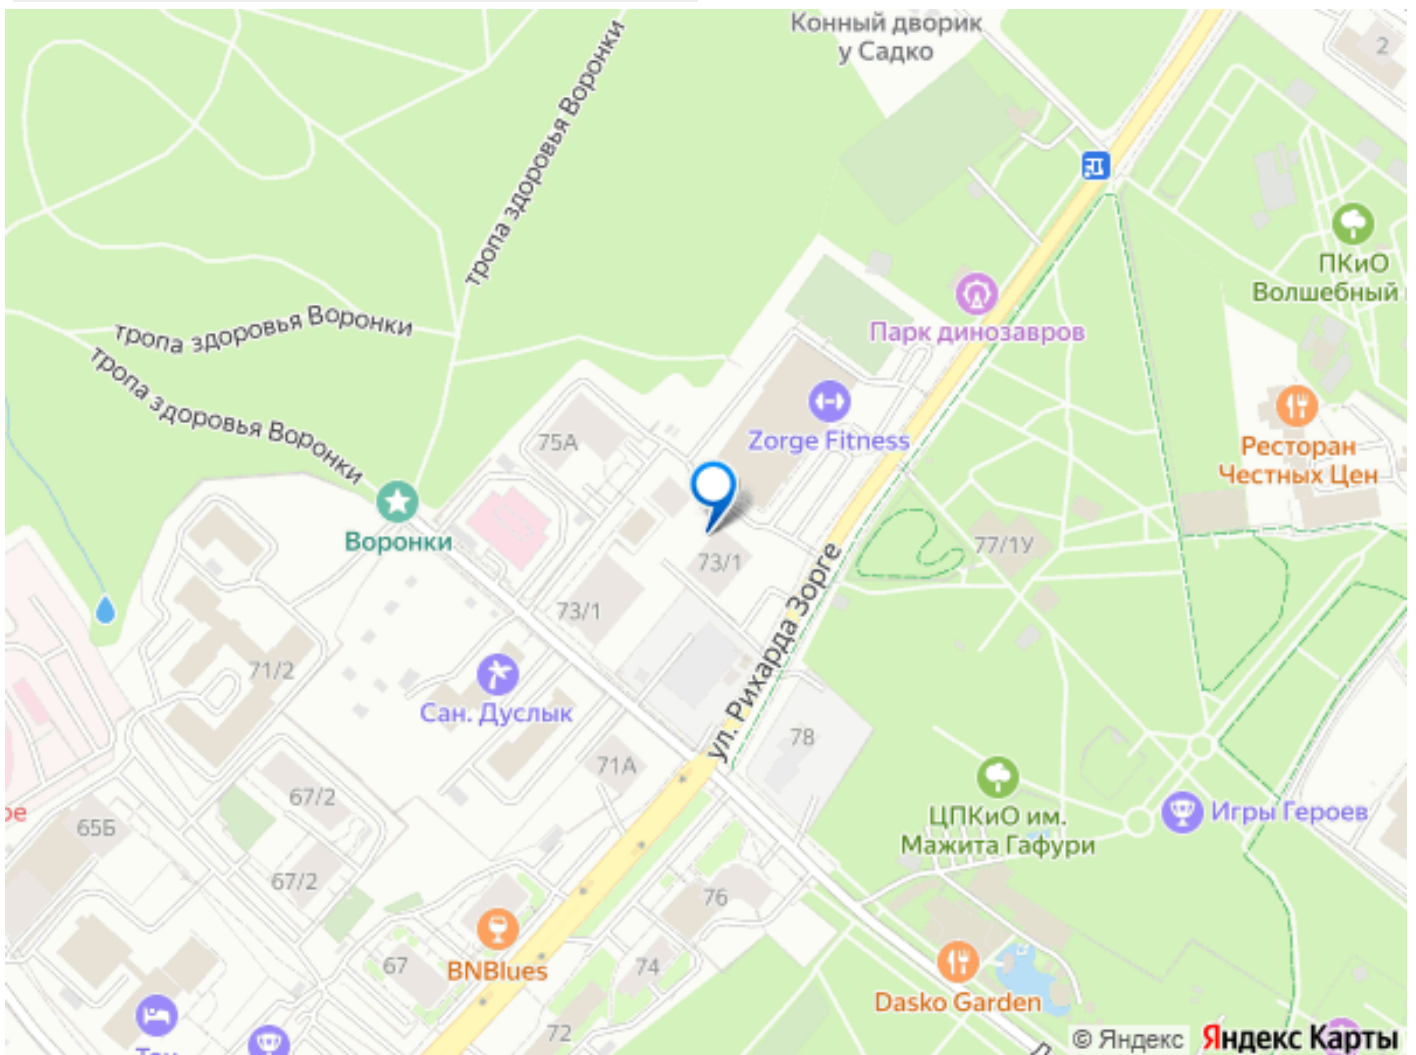 Конный дворик
у Садко
2
тропа здоровья Воронки
ПКиО
Волшебный
тропа здоровья Воронки
Парк динозавров
тропа здоровья Воронки
75А
Zorge Fitness
Ресторан
Честных Цен
Воронки
77/1У
73/1
73/1
ул. Рихарда Зорге
71/2
Сан. Дуслык
78
71А
67/2
ЦПКиО им.
Мажита Гафури
Игры Героев
65Б
67/2
76
BNBlues
67
74
Dasko Garden
72
© Яндекс Яндекс Карты